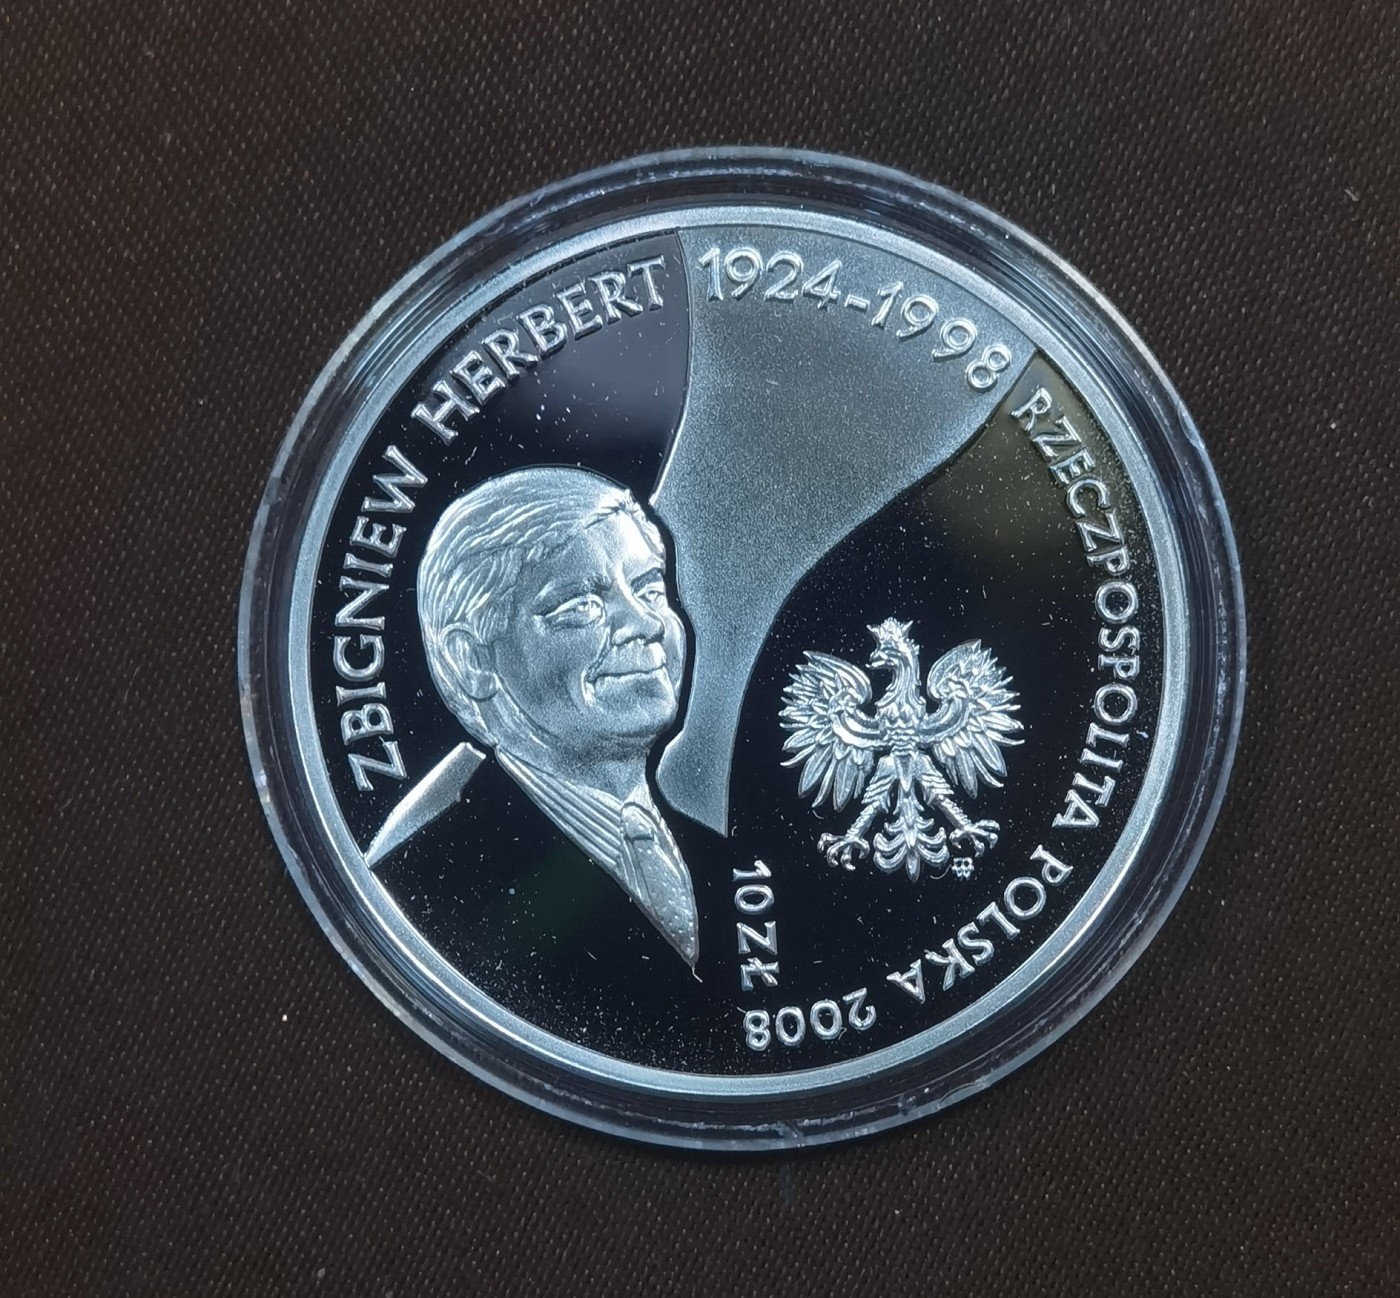 ZBIGNIEW HERBERT
1924-1998
RZECZPOSPOLITA POLSKA 2008
10 ZŁ